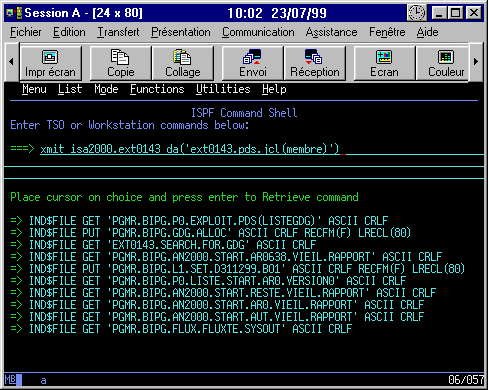 Session A - [24 x 80] 10:02 23/07/99
Fichier Edition Transfert Présentation Communication Assistance Fenêtre Aide
Impr écran Copie Collage Envoi Réception Ecran Couleur
Menu List Mode Functions Utilities Help
ISPF Command Shell
Enter TSO or Workstation commands below:
===> xmit isa2000.ext0143 da('ext0143.pds.jcl(membre)')
Place cursor on choice and press enter to Retrieve command
=> IND$FILE GET 'PGMR.BIPG.PO.EXPLOIT.PDS(LISTEGDG)' ASCII CRLF
=> IND$FILE PUT 'PGMR.BIPG.GDG.ALLOC' ASCII CRLF RECFM(F) LRECL(80)
=> IND$FILE GET 'EXT0143.SEARCH.FOR.GDG' ASCII CRLF
=> IND$FILE GET 'PGMR.BIPG.AN2000.START.AR0638.VIEIL.RAPPORT' ASCII CRLF
=> IND$FILE PUT 'PGMR.BIPG.L1.SET.D311299.B01' ASCII CRLF RECFM(F) LRECL(80)
=> IND$FILE GET 'PGMR.BIPG.PO.LISTE.START.ARO.VERSION0' ASCII CRLF
=> IND$FILE GET 'PGMR.BIPG.AN2000.START.RESTE.VIEIL.RAPPORT' ASCII CRLF
=> IND$FILE GET 'PGMR.BIPG.AN2000.START.ARO.VIEIL.RAPPORT' ASCII CRLF
=> IND$FILE GET 'PGMR.BIPG.AN2000.START.AUT.VIEIL.RAPPORT' ASCII CRLF
=> IND$FILE GET 'PGMR.BIPG.FLUX.FLUXTE.SYSOUT' ASCII CRLF
MB a 06/057